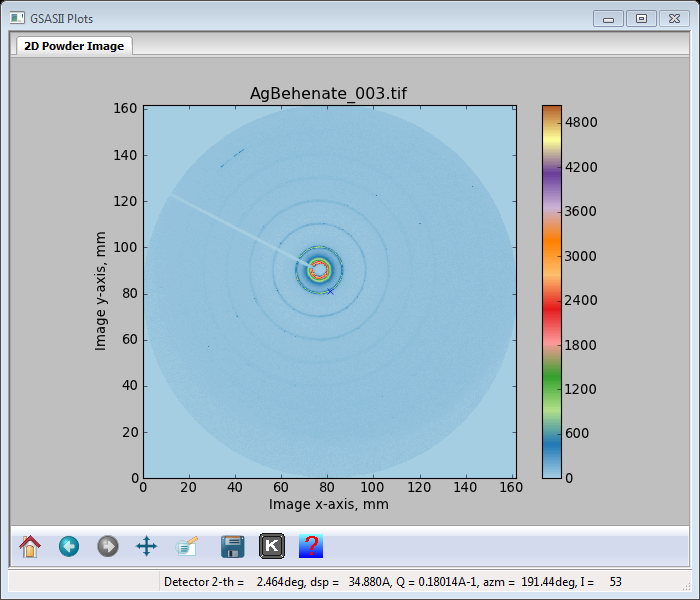 GSASII Plots
2D Powder Image
AgBehenate_003.tif
160
140
120
100
80
60
40
20
0
Image y-axis, mm
0 20 40 60 80 100 120 140 160
Image x-axis, mm
4800
4200
3600
3000
2400
1800
1200
600
0
K ?
Detector 2-th = 2.464deg, dsp = 34.880A, Q = 0.18014A-1, azm = 191.44deg, I = 53